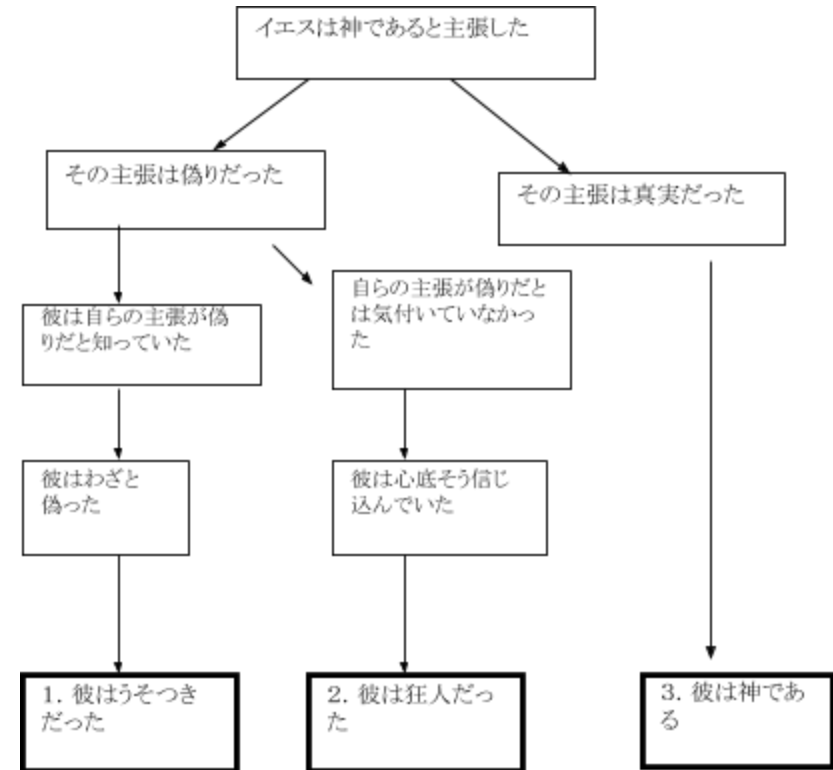 イエスは神であると主張した
その主張は偽りだった
その主張は真実だった
彼は自らの主張が偽
りだと知っていた
自らの主張が偽りだと
は気付いていなかっ
た
彼はわざと
偽った
彼は心底そう信じ
込んでいた
1. 彼はうそつき
だった
2. 彼は狂人だっ
た
3. 彼は神であ
る